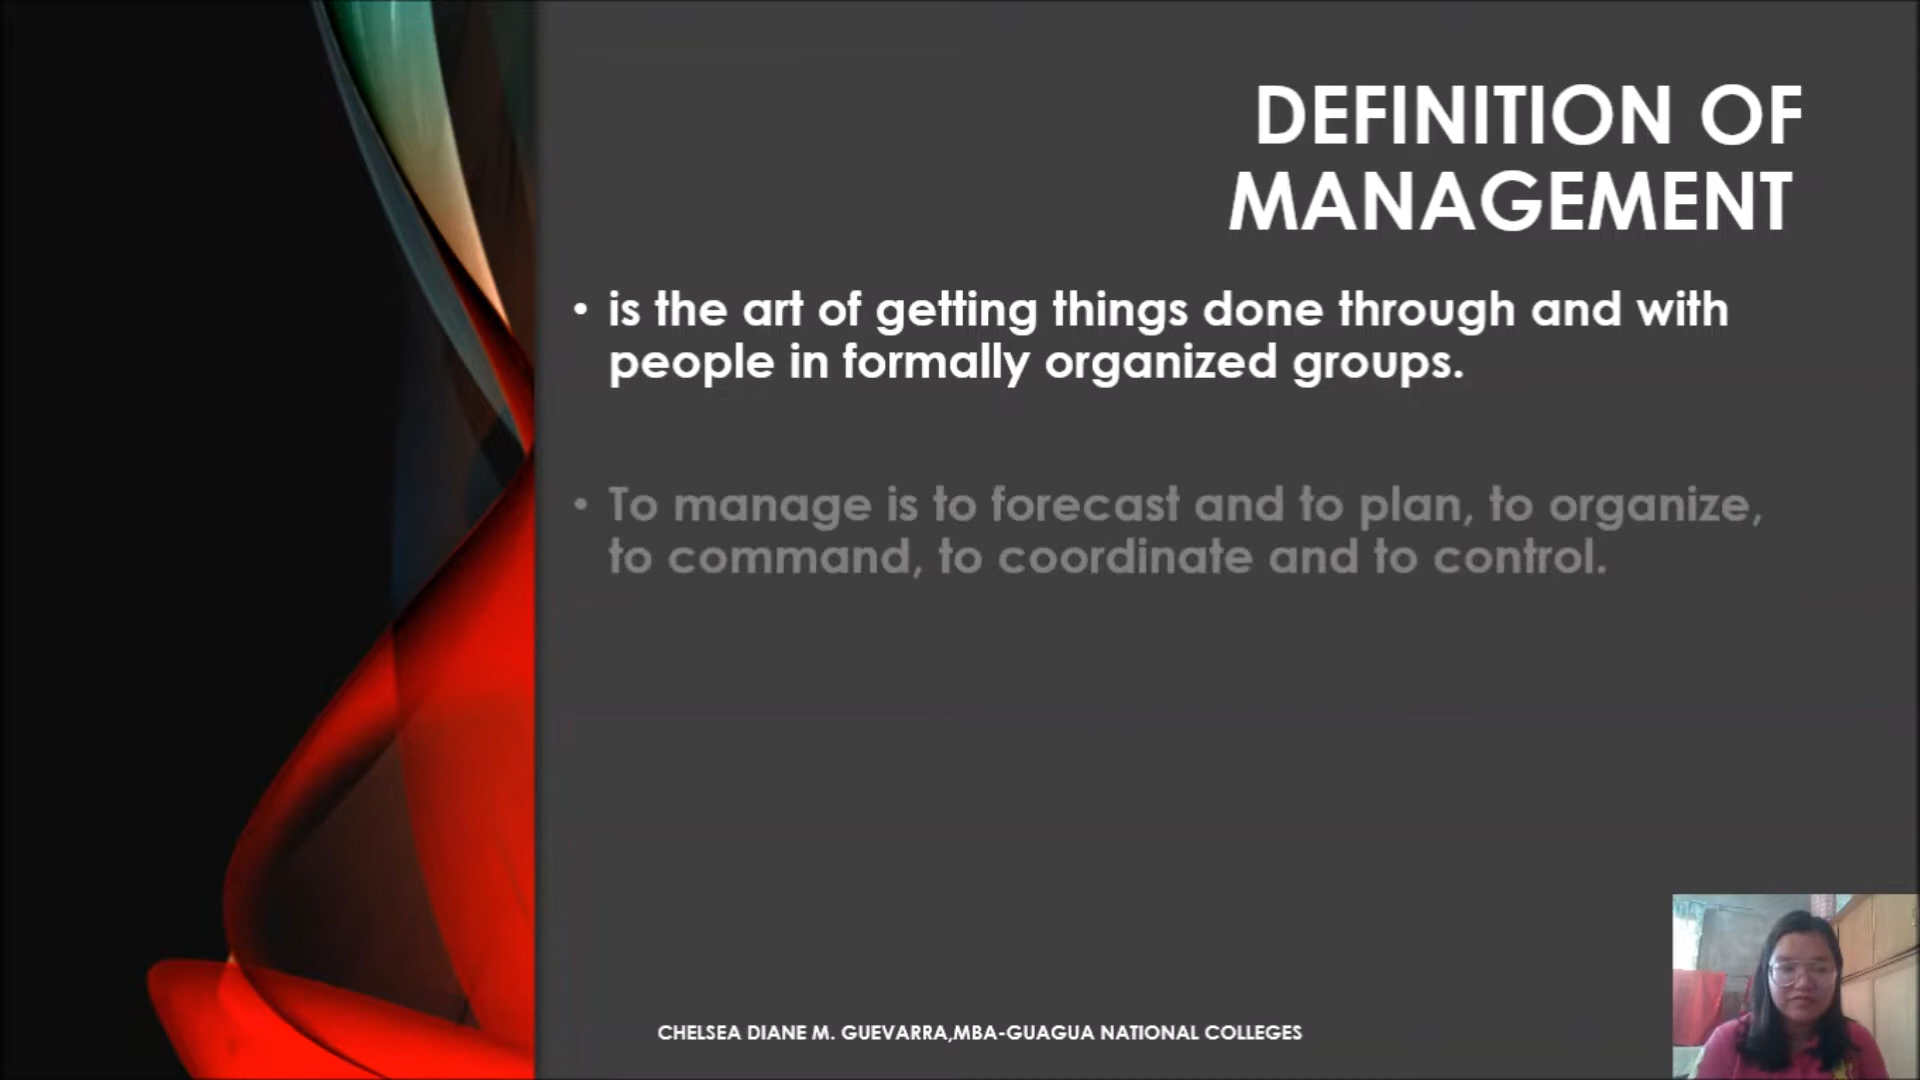 DEFINITION OF
MANAGEMENT
• is the art of getting things done through and with
people in formally organized groups.
• To manage is to forecast and to plan, to organize,
to command, to coordinate and to control.
CHELSEA DIANE M. GUEVARRA,MBA-GUAGUA NATIONAL COLLEGES